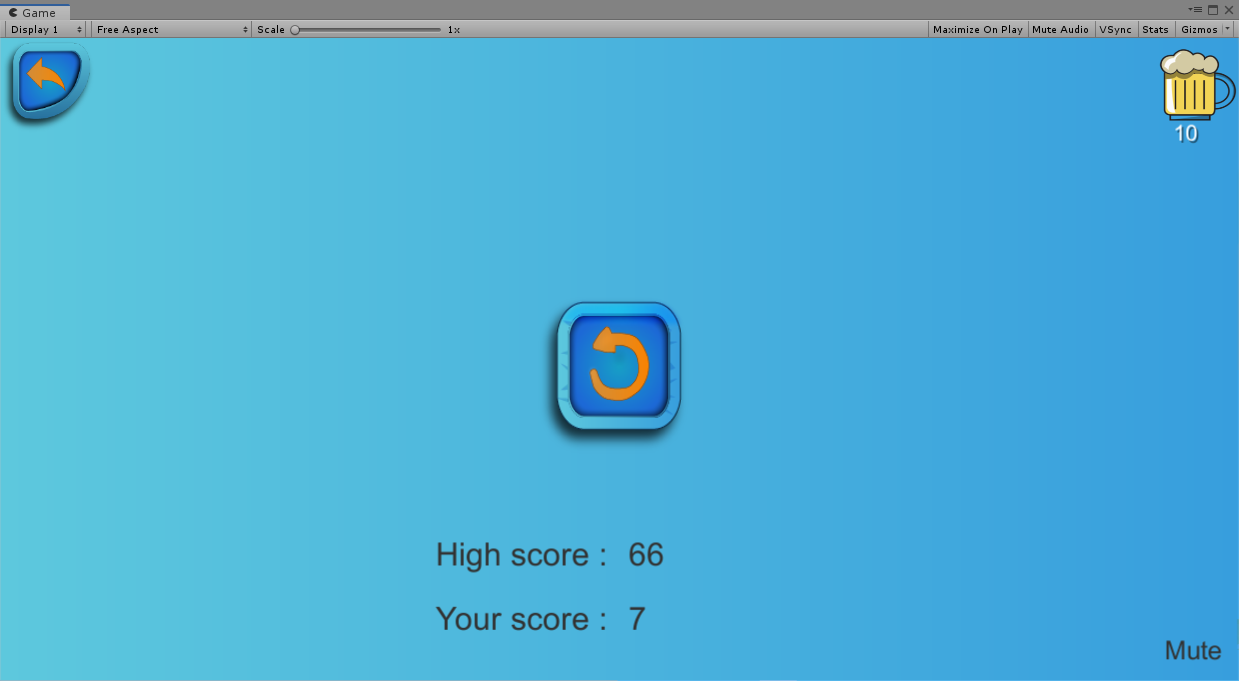 Game
Display 1 Free Aspect Scale 1x Maximize On Play Mute Audio VSync Stats Gizmos
10
High score : 66
Your score : 7
Mute